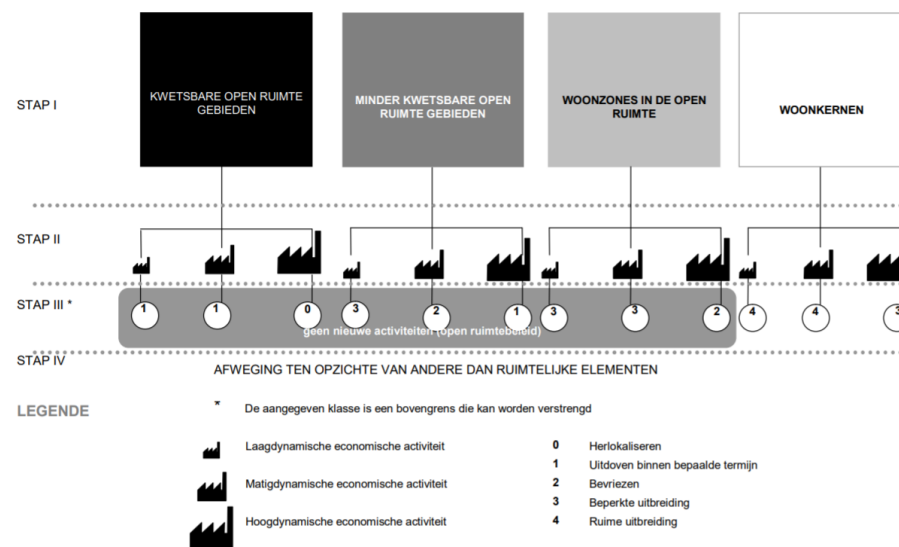 STAP I
KWETSBARE OPEN RUIMTE
GEBIEDEN
MINDER KWETSBARE OPEN
RUIMTE GEBIEDEN
WOONZONES IN DE OPEN
RUIMTE
WOONKERNEN
STAP II
STAP III *
1 1 0 3 2 1 3 3 2 4 4 3
geen nieuwe activiteiten (open ruimtebeleid)
STAP IV
AFWEGING TEN OPZICHTE VAN ANDERE DAN RUIMTELIJKE ELEMENTEN
LEGENDE
* De aangegeven klasse is een bovengrens die kan worden verstrengd
Laagdynamische economische activiteit
Matigdynamische economische activiteit
Hoogdynamische economische activiteit
0 Herlokaliseren
1 Uitdoven binnen bepaalde termijn
2 Bevriezen
3 Beperkte uitbreiding
4 Ruime uitbreiding